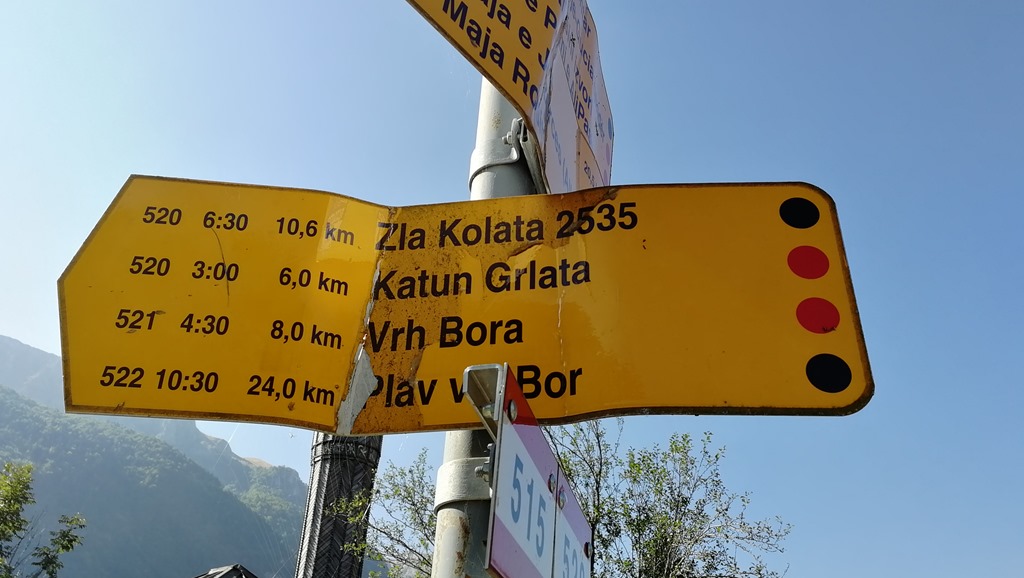 Maja Ro
520 6:30 10,6 km Zla Kolata 2535
520 3:00 6,0 km Katun Grlata
521 4:30 8,0 km Vrh Bora
522 10:30 24,0 km Plav Bor
515